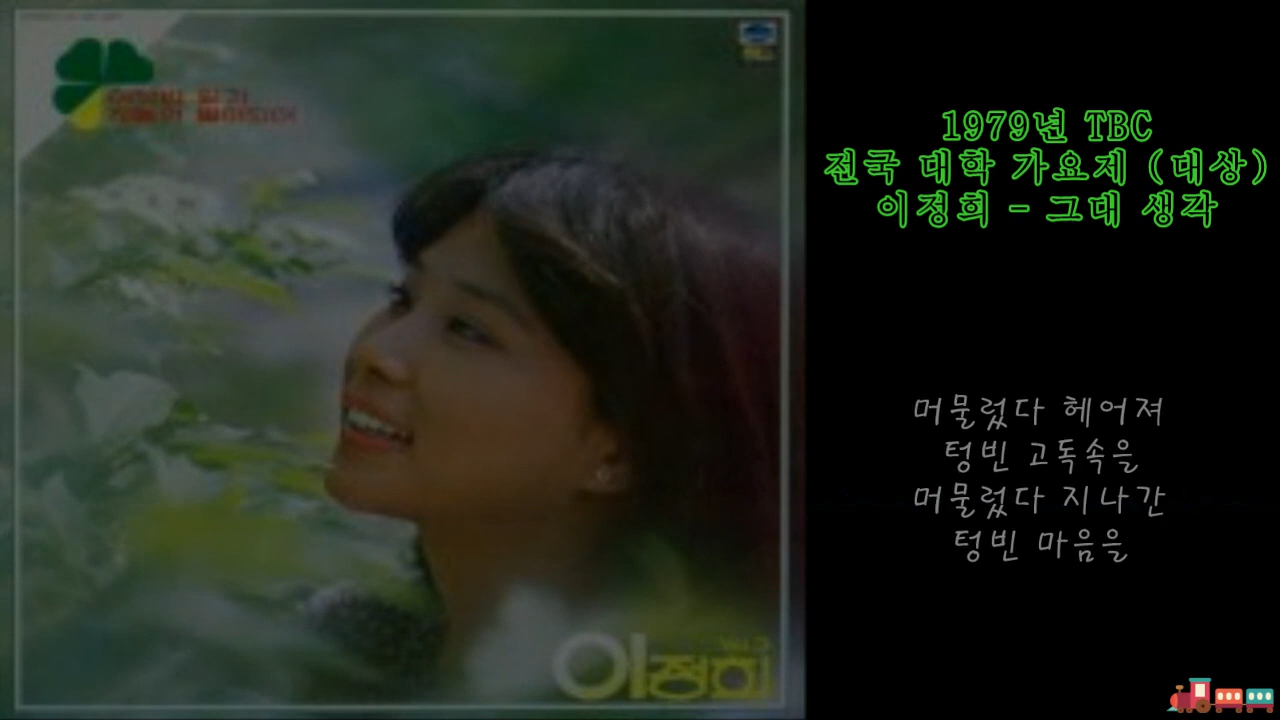 1979년 TBC
전국 대학 가요제 (대상)
이정희 - 그대 생각
머물렀다 헤어져
텅빈 고독속을
머물렀다 지나간
텅빈 마음을
이정희